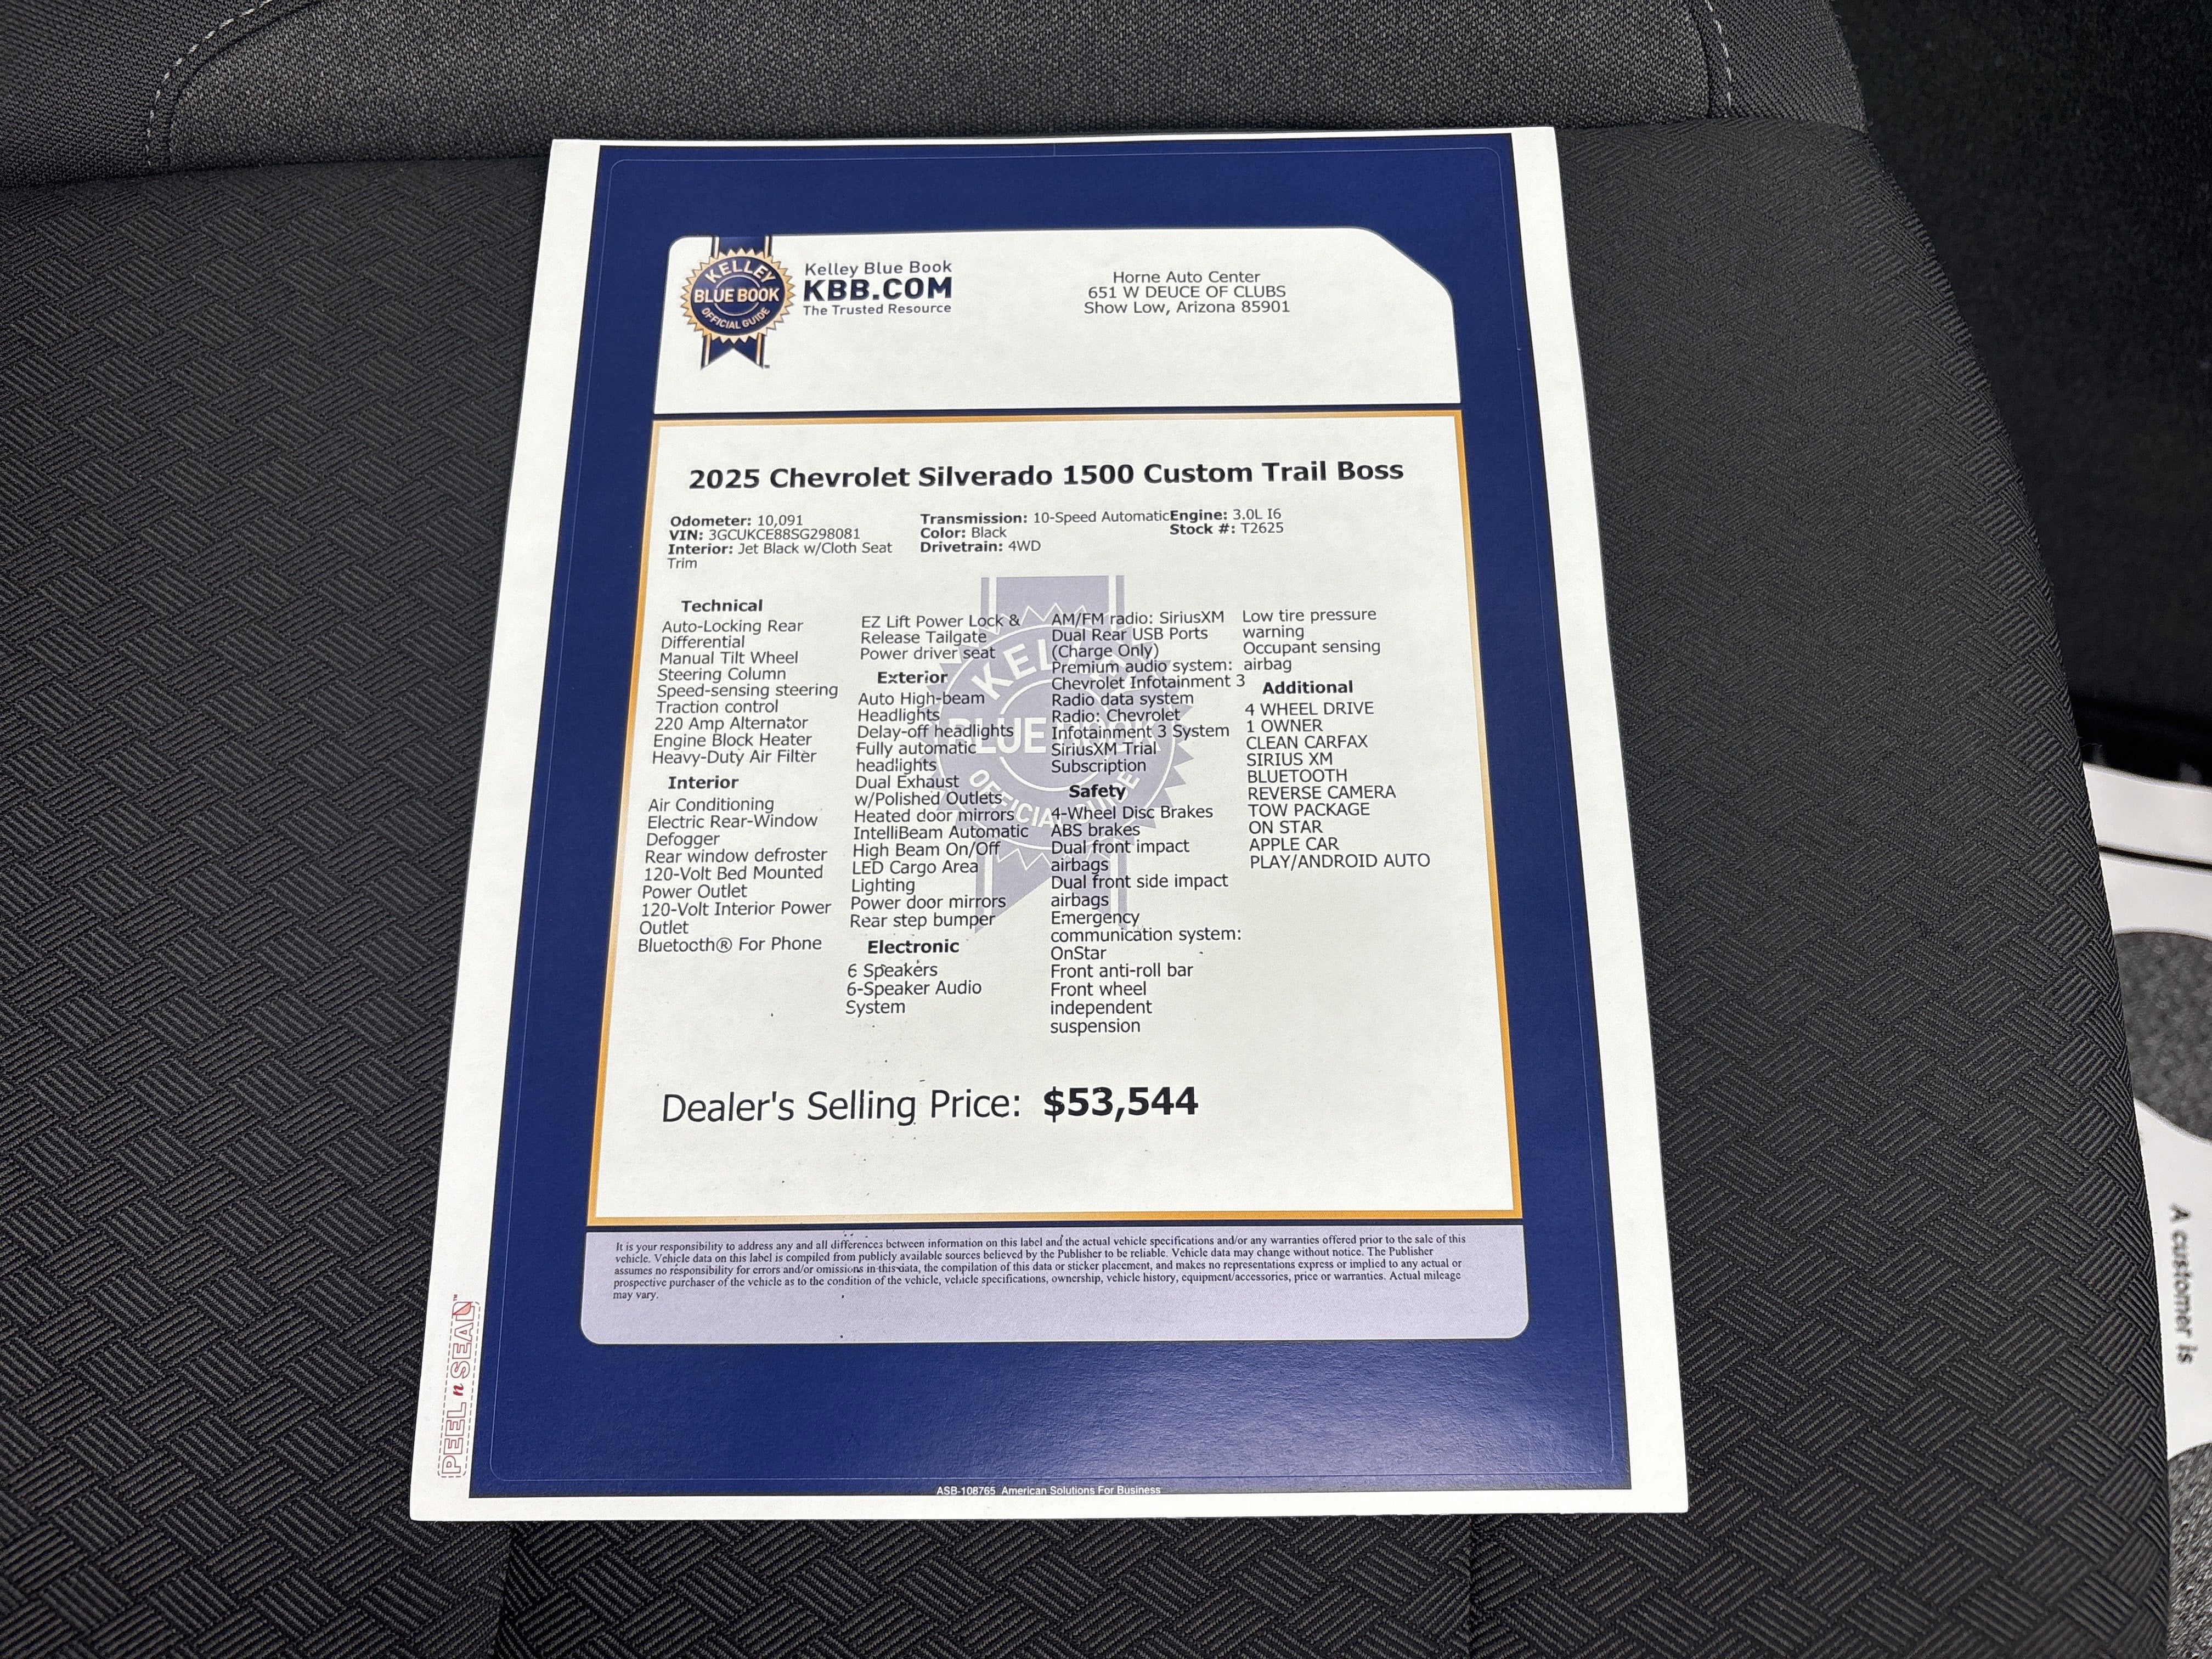 KELLEY
BLUE BOOK
OFFICIAL GUIDE
Kelley Blue Book
KBB.COM
The Trusted Resource
Horne Auto Center
651 W DEUCE OF CLUBS
Show Low, Arizona 85901
2025 Chevrolet Silverado 1500 Custom Trail Boss
Odometer: 10,091
VIN: 3GCUKCE88SG298081
Interior: Jet Black w/Cloth Seat
Trim
Transmission: 10-Speed Automatic
Color: Black
Drivetrain: 4WD
Engine: 3.0L I6
Stock #: T2625
Technical
Auto-Locking Rear
Differential
Manual Tilt Wheel
Steering Column
Speed-sensing steering
Traction control
220 Amp Alternator
Engine Block Heater
Heavy-Duty Air Filter
Interior
Air Conditioning
Electric Rear-Window
Defogger
Rear window defroster
120-Volt Bed Mounted
Power Outlet
120-Volt Interior Power
Outlet
Bluetooth® For Phone
EZ Lift Power Lock &
Release Tailgate
Power driver seat
Exterior
Auto High-beam
Headlights
Delay-off headlights
Fully automatic
headlights
Dual Exhaust
w/Polished Outlets
Heated door mirrors
IntelliBeam Automatic
High Beam On/Off
LED Cargo Area
Lighting
Power door mirrors
Rear step bumper
Electronic
6 Speakers
6-Speaker Audio
System
AM/FM radio: SiriusXM
Dual Rear USB Ports
(Charge Only)
Premium audio system:
Chevrolet Infotainment 3
Radio data system
Radio: Chevrolet
Infotainment 3 System
SiriusXM Trial
Subscription
Safety
4-Wheel Disc Brakes
ABS brakes
Dual front impact
airbags
Dual front side impact
airbags
Emergency
communication system:
OnStar
Front anti-roll bar
Front wheel
independent
suspension
Low tire pressure
warning
Occupant sensing
airbag
Additional
4 WHEEL DRIVE
1 OWNER
CLEAN CARFAX
SIRIUS XM
BLUETOOTH
REVERSE CAMERA
TOW PACKAGE
ON STAR
APPLE CAR
PLAY/ANDROID AUTO
KELLEY
BLUE BOOK
OFFICIAL GUIDE
Dealer's Selling Price: $53,544
It is your responsibility to address any and all differences between information on this label and the actual vehicle specifications and/or any warranties offered prior to the sale of this
vehicle. Vehicle data on this label is compiled from publicly available sources believed by the Publisher to be reliable. Vehicle data may change without notice. The Publisher
assumes no responsibility for errors and/or omissions in this data, the compilation of this data or sticker placement, and makes no representations express or implied to any actual or
prospective purchaser of the vehicle as to the condition of the vehicle, vehicle specifications, ownership, vehicle history, equipment/accessories, price or warranties. Actual mileage
may vary.
PEEL n SEAL™
ASB-108765 American Solutions For Business
A customer is